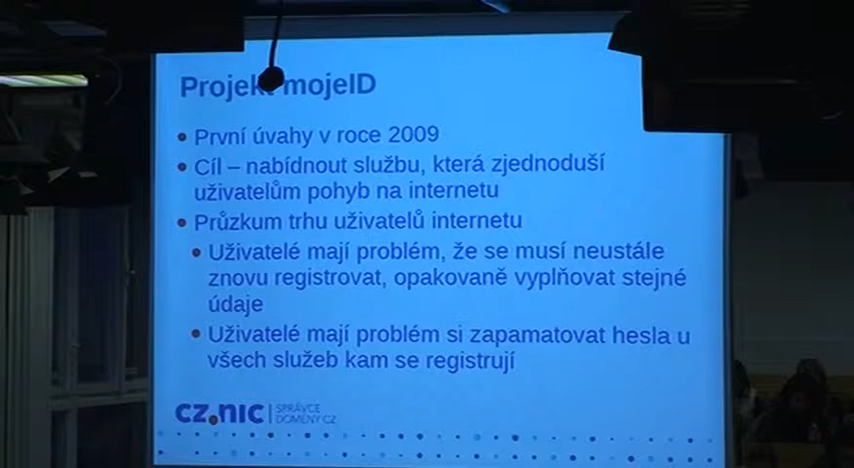 Projekt mojeID
První úvahy v roce 2009
Cíl – nabídnout službu, která zjednoduší
uživatelům pohyb na internetu
Průzkum trhu uživatelů internetu
Uživatelé mají problém, že se musí neustále
znovu registrovat, opakovaně vyplňovat stejné
údaje
Uživatelé mají problém si zapamatovat hesla u
všech služeb kam se registrují
CZ.NIC | SPRÁVCE
DOMÉNY CZ